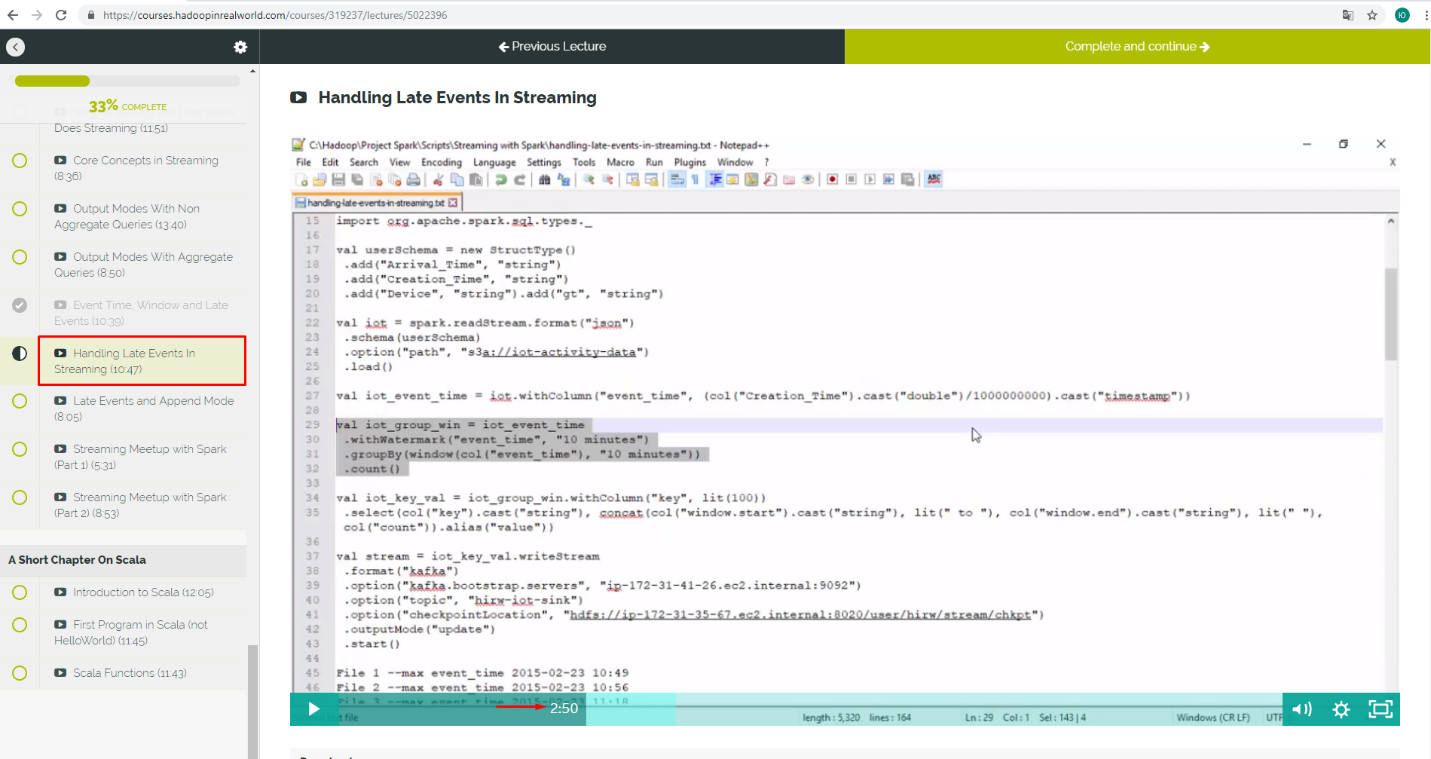 https://courses.hadoopinrealworld.com/courses/319237/lectures/5022396
Previous Lecture
Complete and continue
33% COMPLETE
Does Streaming (11:51)
Core Concepts in Streaming
(8:36)
Output Modes With Non
Aggregate Queries (13:40)
Output Modes With Aggregate
Queries (8:50)
Event Time, Window and Late
Events (10:39)
Handling Late Events In
Streaming (10:47)
Late Events and Append Mode
(8:05)
Streaming Meetup with Spark
(Part 1) (5:31)
Streaming Meetup with Spark
(Part 2) (8:53)
A Short Chapter On Scala
Introduction to Scala (12:05)
First Program in Scala (not
HelloWorld) (11:45)
Scala Functions (11:43)
Handling Late Events In Streaming
C:\Hadoop\Project Spark\Scripts\Streaming with Spark\handling-late-events-in-streaming.txt - Notepad++
File Edit Search View Encoding Language Settings Tools Macro Run Plugins Window ?
X
ABC
handling-late-events-in-streaming.txt
15 import org.apache.spark.sql.types._
16
17 val userSchema = new StructType()
18 .add("Arrival_Time", "string")
19 .add("Creation_Time", "string")
20 .add("Device", "string").add("gt", "string")
21
22 val iot = spark.readStream.format("json")
23 .schema(userSchema)
24 .option("path", "s3a://iot-activity-data")
25 .load()
26
27 val iot_event_time = iot.withColumn("event_time", (col("Creation_Time").cast("double")/1000000000).cast("timestamp"))
28
29 val iot_group_win = iot_event_time
30 .withWatermark("event_time", "10 minutes")
31 .groupBy(window(col("event_time"), "10 minutes"))
32 .count()
33
34 val iot_key_val = iot_group_win.withColumn("key", lit(100))
35 .select(col("key").cast("string"), concat(col("window.start").cast("string"), lit(" to "), col("window.end").cast("string"), lit(" "),
col("count")).alias("value"))
36
37 val stream = iot_key_val.writeStream
38 .format("kafka")
39 .option("kafka.bootstrap.servers", "ip-172-31-41-26.ec2.internal:9092")
40 .option("topic", "hirw-iot-sink")
41 .option("checkpointLocation", "hdfs://ip-172-31-35-67.ec2.internal:8020/user/hirw/stream/chkpt")
42 .outputMode("update")
43 .start()
44
45 File 1 --max event_time 2015-02-23 10:49
46 File 2 --max event_time 2015-02-23 10:56
File 3 --max event_time 2015-02-23 11:18
2:50
file
length : 5,320 lines : 164
Ln : 29 Col : 1 Sel : 143 | 4
Windows (CR LF)
UTF